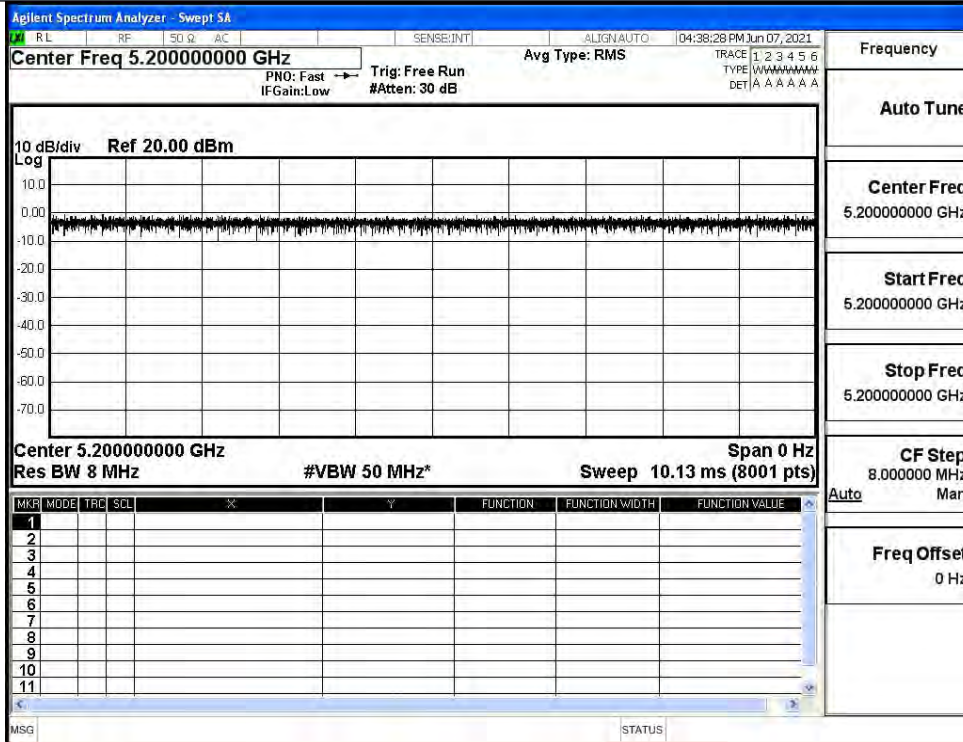 Agilent Spectrum Analyzer - Swept SA
LXI RL RF 50 Ω AC SENSE:INT ALIGNAUTO 04:38:28 PM Jun 07, 2021
Center Freq 5.200000000 GHz
PNO: Fast
IFGain:Low
Trig: Free Run
#Atten: 30 dB
Avg Type: RMS
TRACE 1 2 3 4 5 6
TYPE WWWWWW
DET A A A A A A
10 dB/div Ref 20.00 dBm
Log
10.0
0.00
-10.0
-20.0
-30.0
-40.0
-50.0
-60.0
-70.0
Center 5.200000000 GHz Span 0 Hz
Res BW 8 MHz #VBW 50 MHz* Sweep 10.13 ms (8001 pts)
MKR MODE TRC SCL X Y FUNCTION FUNCTION WIDTH FUNCTION VALUE
1
2
3
4
5
6
7
8
9
10
11
MSG STATUS
Frequency
Auto Tune
Center Freq
5.200000000 GHz
Start Freq
5.200000000 GHz
Stop Freq
5.200000000 GHz
CF Step
8.000000 MHz
Auto Man
Freq Offset
0 Hz